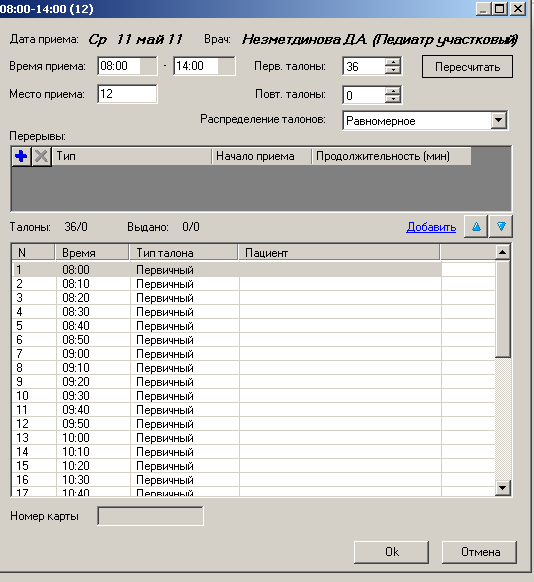 08:00-14:00 (12)
Дата приема: Ср 11 май 11 Врач: Незметдинова Д.А. (Педиатр участковый)
Время приема: 08:00 - 14:00 Перв. талоны: 36 Пересчитать
Место приема: 12 Повт. талоны: 0
Распределение талонов: Равномерное
Перерывы:
Тип Начало приема Продолжительность (мин)
Талоны: 36/0 Выдано: 0/0 Добавить
N Время Тип талона Пациент
1 08:00 Первичный
2 08:10 Первичный
3 08:20 Первичный
4 08:30 Первичный
5 08:40 Первичный
6 08:50 Первичный
7 09:00 Первичный
8 09:10 Первичный
9 09:20 Первичный
10 09:30 Первичный
11 09:40 Первичный
12 09:50 Первичный
13 10:00 Первичный
14 10:10 Первичный
15 10:20 Первичный
16 10:30 Первичный
17 10:40 Первичный
Номер карты
Ok Отмена